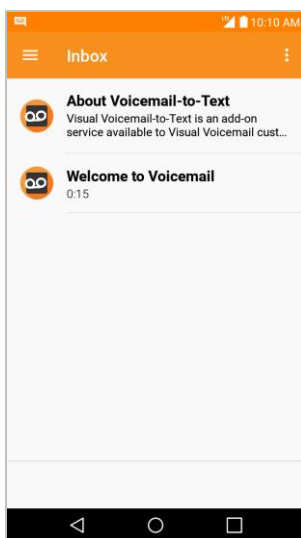 10:10 AM
Inbox
About Voicemail-to-Text
Visual Voicemail-to-Text is an add-on
service available to Visual Voicemail cust...
Welcome to Voicemail
0:15